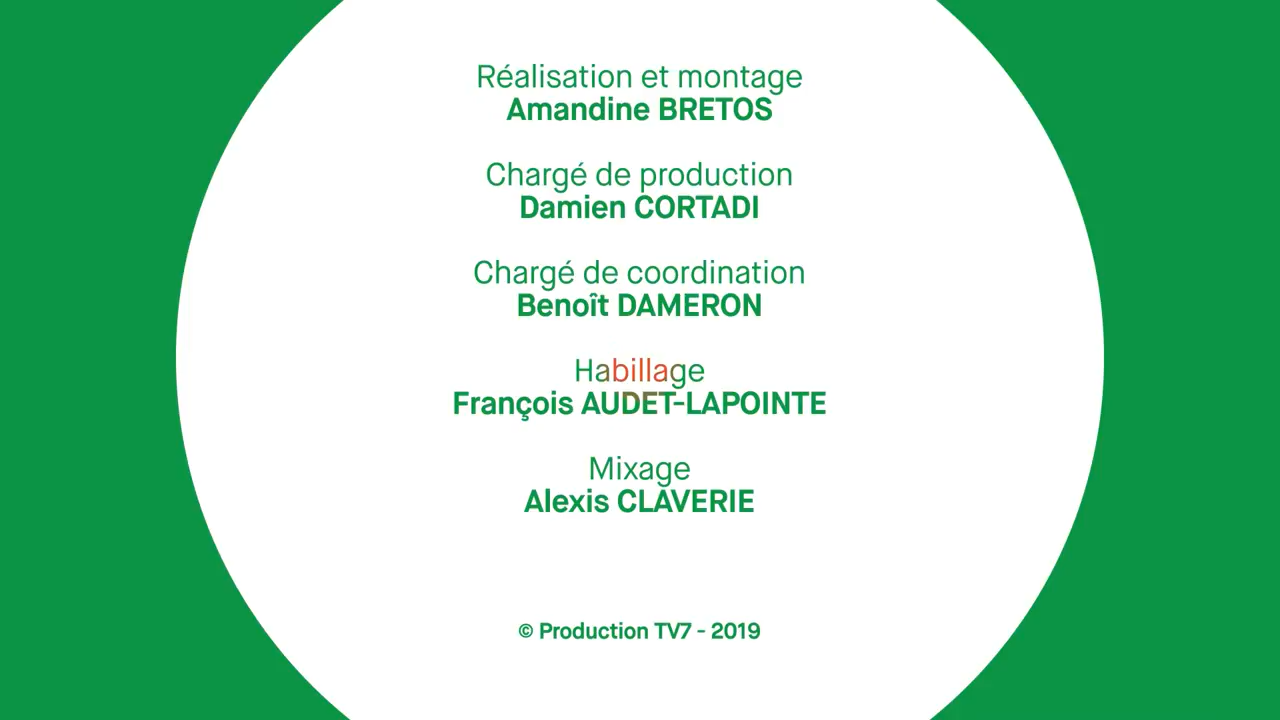 Réalisation et montage
Amandine BRETOS
Chargé de production
Damien CORTADI
Chargé de coordination
Benoît DAMERON
Habillage
François AUDET-LAPOINTE
Mixage
Alexis CLAVERIE
© Production TV7 - 2019